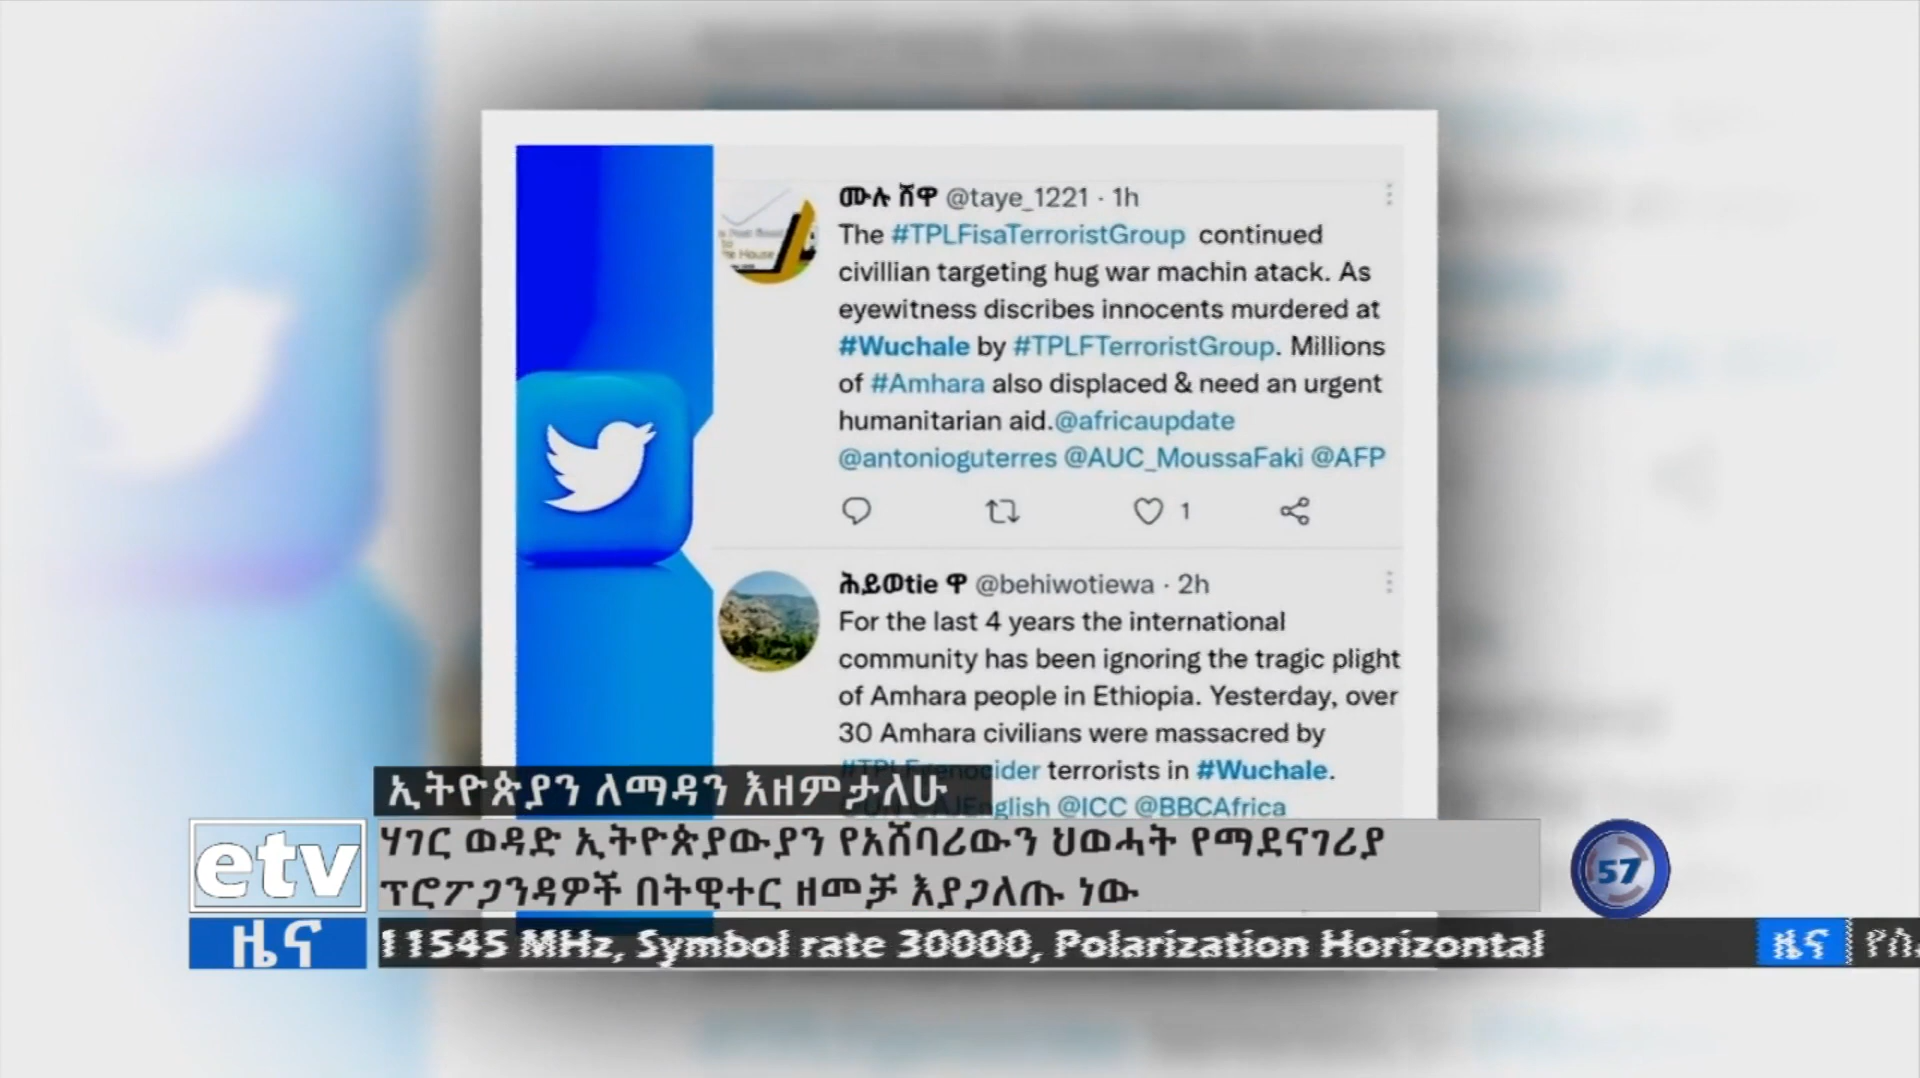 ሙሉ ሸዋ @taye_1221 · 1h
The #TPLFisaTerroristGroup continued
civillian targeting hug war machin atack. As
eyewitness discribes innocents murdered at
#Wuchale by #TPLFTerroristGroup. Millions
of #Amhara also displaced & need an urgent
humanitarian aid.@africaupdate
@antonioguterres @AUC_MoussaFaki @AFP
1
ሕይወtie ዋ @behiwotiewa · 2h
For the last 4 years the international
community has been ignoring the tragic plight
of Amhara people in Ethiopia. Yesterday, over
30 Amhara civilians were massacred by
#TPLFgenocider terrorists in #Wuchale.
@AJEnglish @ICC @BBCAfrica
ኢትዮጵያን ለማዳን እዘምታለሁ
etv
ሃገር ወዳድ ኢትዮጵያውያን የአሸባሪውን ህወሓት የማደናገሪያ
ፕሮፖጋንዳዎች በትዊተር ዘመቻ እያጋለጡ ነው
57
ዜና
11545 MHz, Symbol rate 30000, Polarization Horizontal
ዜና